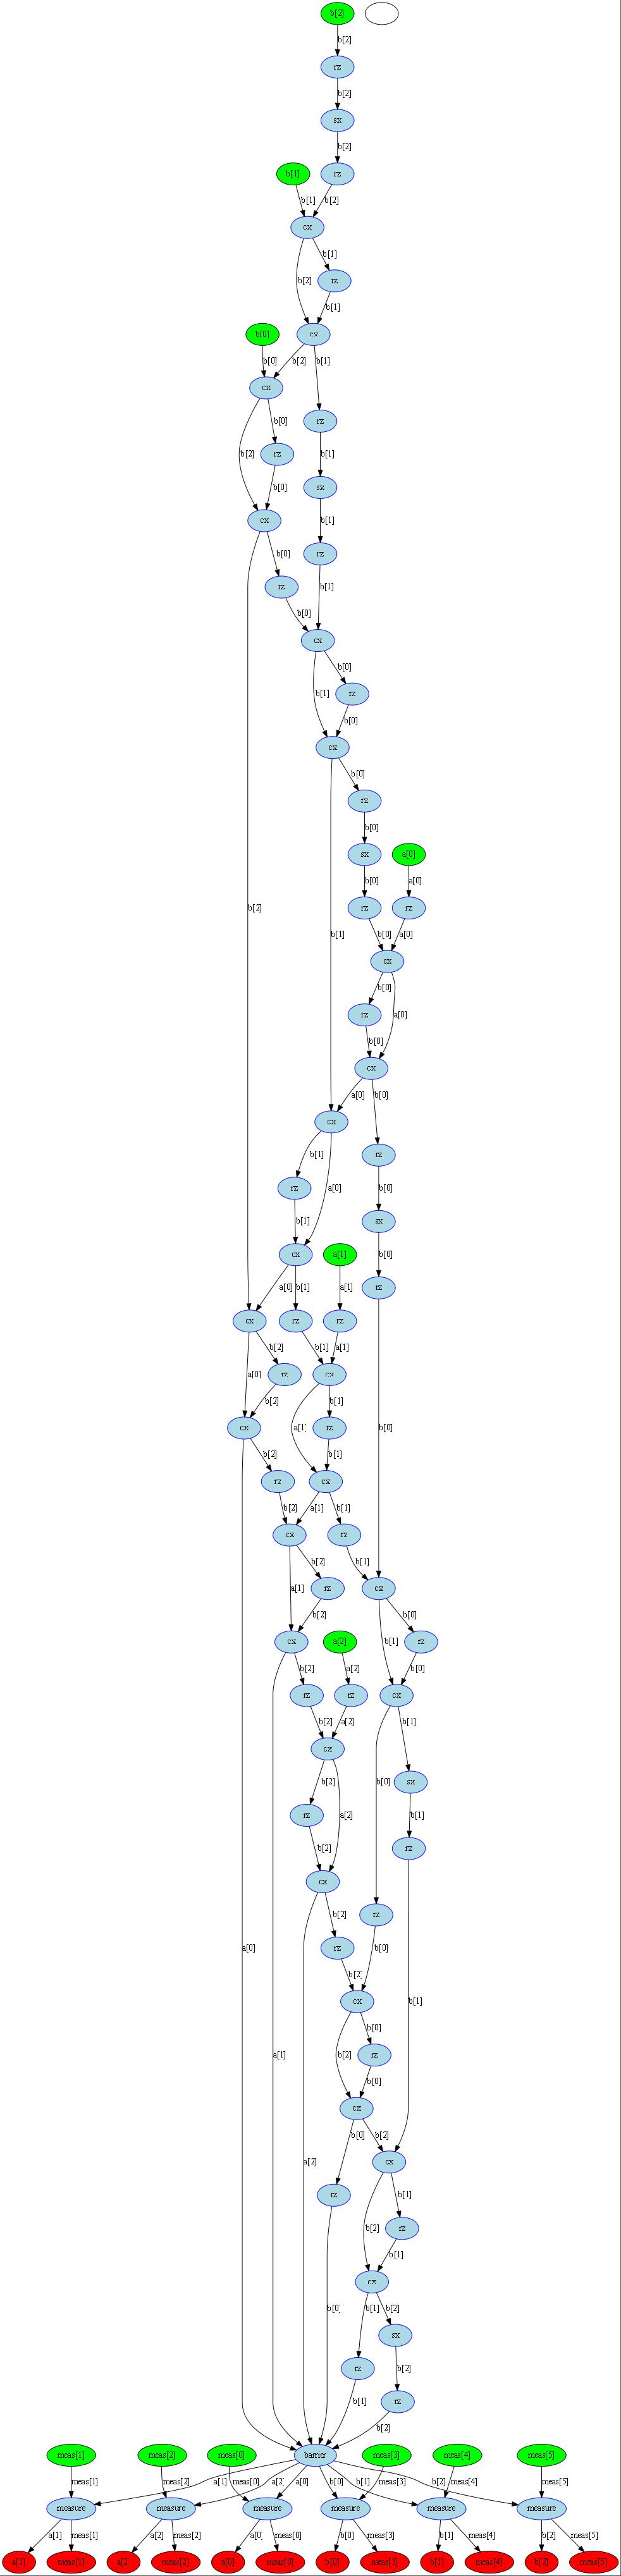 b[2]
b[2]
rz
b[2]
sx
b[2]
b[1] rz
b[1] b[2]
cx
b[1]
b[2] rz
b[1]
b[0] cx
b[0] b[2] b[1]
cx
b[0] rz
b[2] rz b[1]
b[0] sx
cx b[1]
b[0] rz
rz b[1]
b[0]
cx
b[0]
b[1] rz
b[0]
cx
b[0]
rz
b[0]
sx a[0]
b[0] a[0]
b[2] rz rz
b[1] b[0] a[0]
cx
b[0]
rz a[0]
b[0]
cx
a[0] b[0]
cx
b[1] rz
rz a[0] b[0]
b[1] sx
cx a[1] b[0]
a[0] b[1] a[1] rz
cx rz rz
b[2] b[1] a[1]
a[0] rz cx
b[2] b[1]
cx a[1] rz b[0]
b[2] b[1]
rz cx
b[2] a[1] b[1]
cx rz
b[2] b[1]
a[1] rz cx
b[2] b[0]
cx a[2] b[1] rz
b[2] a[2] b[0]
rz rz cx
b[2] a[2] b[1]
cx
b[2] b[0] sx
rz a[2] b[1]
b[2] rz
cx
b[2] rz
a[0] rz b[0]
b[2]
cx b[1]
b[0]
a[1] b[2] rz
b[0]
cx
b[0] b[2]
a[2] cx
rz b[1]
b[2] rz
b[1]
cx
b[0] b[1] b[2]
sx
rz b[2]
b[1] rz
b[2]
meas[1] meas[2] meas[0] barrier meas[3] meas[4] meas[5]
meas[1] meas[2] a[1] meas[0] a[2] a[0] b[0] b[1] meas[3] b[2] meas[4] meas[5]
measure measure measure measure measure measure
a[1] meas[1] a[2] meas[2] a[0] meas[0] b[0] meas[3] b[1] meas[4] b[2] meas[5]
a[1] meas[1] a[2 meas[2] a[0] meas[0] b[0] meas[3] b[1] meas[4] b[2] meas[5]